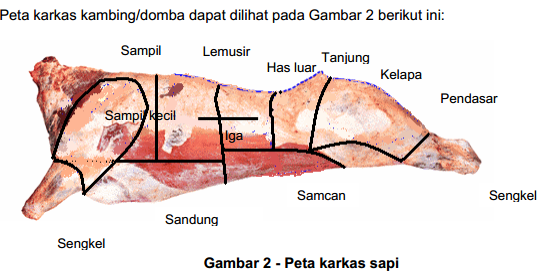 Peta karkas kambing/domba dapat dilihat pada Gambar 2 berikut ini:
Sampil
Lemusir
Has luar
Tanjung
Kelapa
Pendasar
Sampil kecil
Iga
Samcan
Sengkel
Sandung
Sengkel
Gambar 2 - Peta karkas sapi